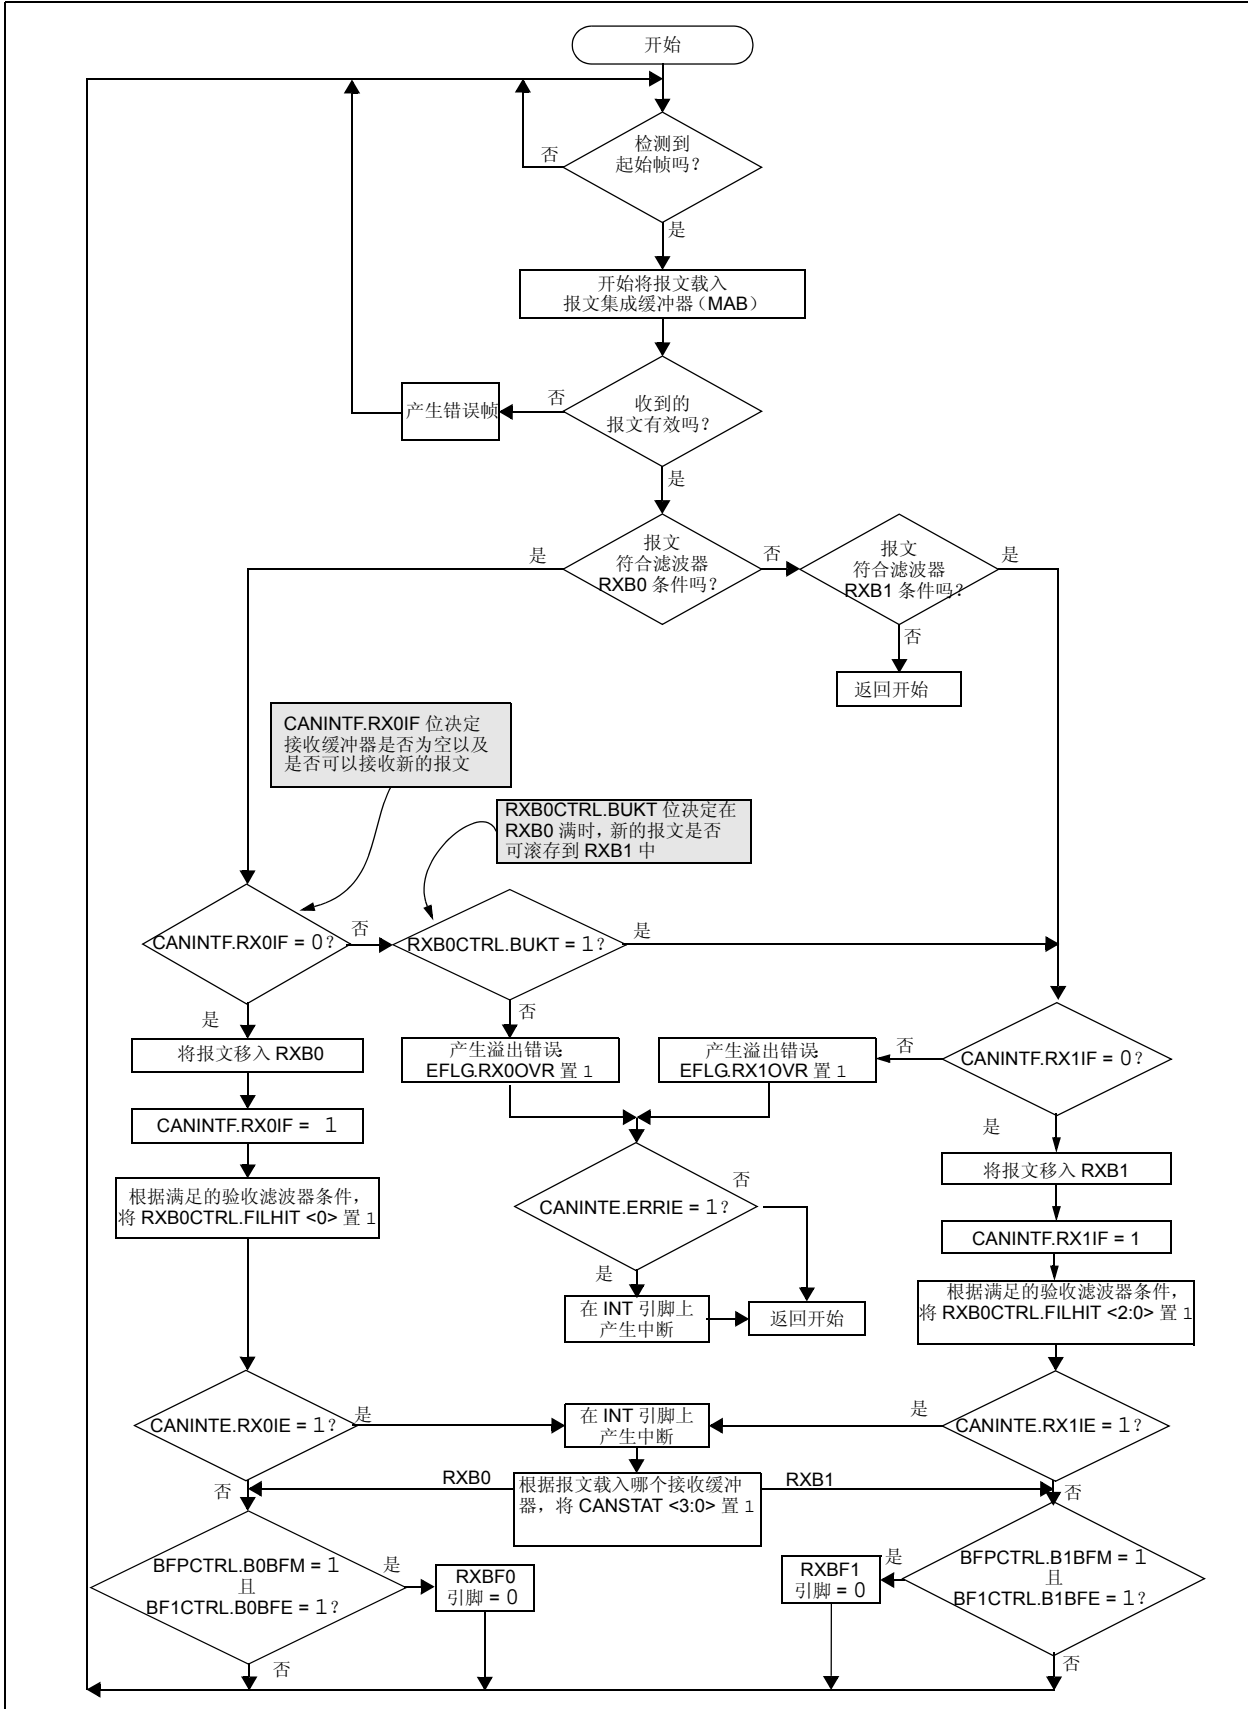 开始
检测到
起始帧吗？
否
是
开始将报文载入
报文集成缓冲器（MAB）
产生错误帧
否
收到的
报文有效吗？
是
是
报文
符合滤波器
RXB0 条件吗？
否
报文
符合滤波器
RXB1 条件吗？
是
否
返回开始
CANINTF.RX0IF 位决定
接收缓冲器是否为空以及
是否可以接收新的报文
RXB0CTRL.BUKT 位决定在
RXB0 满时，新的报文是否
可滚存到 RXB1 中
CANINTF.RX0IF = 0？
否
RXB0CTRL.BUKT = 1？
是
是
否
将报文移入 RXB0
产生溢出错误：
EFLG.RX0OVR 置 1
产生溢出错误：
EFLG.RX1OVR 置 1
否
CANINTF.RX1IF = 0？
CANINTF.RX0IF = 1
是
根据满足的验收滤波器条件，
将 RXB0CTRL.FILHIT <0> 置 1
CANINTE.ERRIE = 1？
否
将报文移入 RXB1
CANINTF.RX1IF = 1
是
在 INT 引脚上
产生中断
返回开始
根据满足的验收滤波器条件，
将 RXB0CTRL.FILHIT <2:0> 置 1
CANINTE.RX0IE = 1？
是
在 INT 引脚上
产生中断
是
CANINTE.RX1IE = 1？
否
RXB0
根据报文载入哪个接收缓冲
器，将 CANSTAT <3:0> 置 1
RXB1
否
BFPCTRL.B0BFM = 1
且
BF1CTRL.B0BFE = 1？
是
RXBF0
引脚 = 0
RXBF1
引脚 = 0
是
BFPCTRL.B1BFM = 1
且
BF1CTRL.B1BFE = 1？
否
否